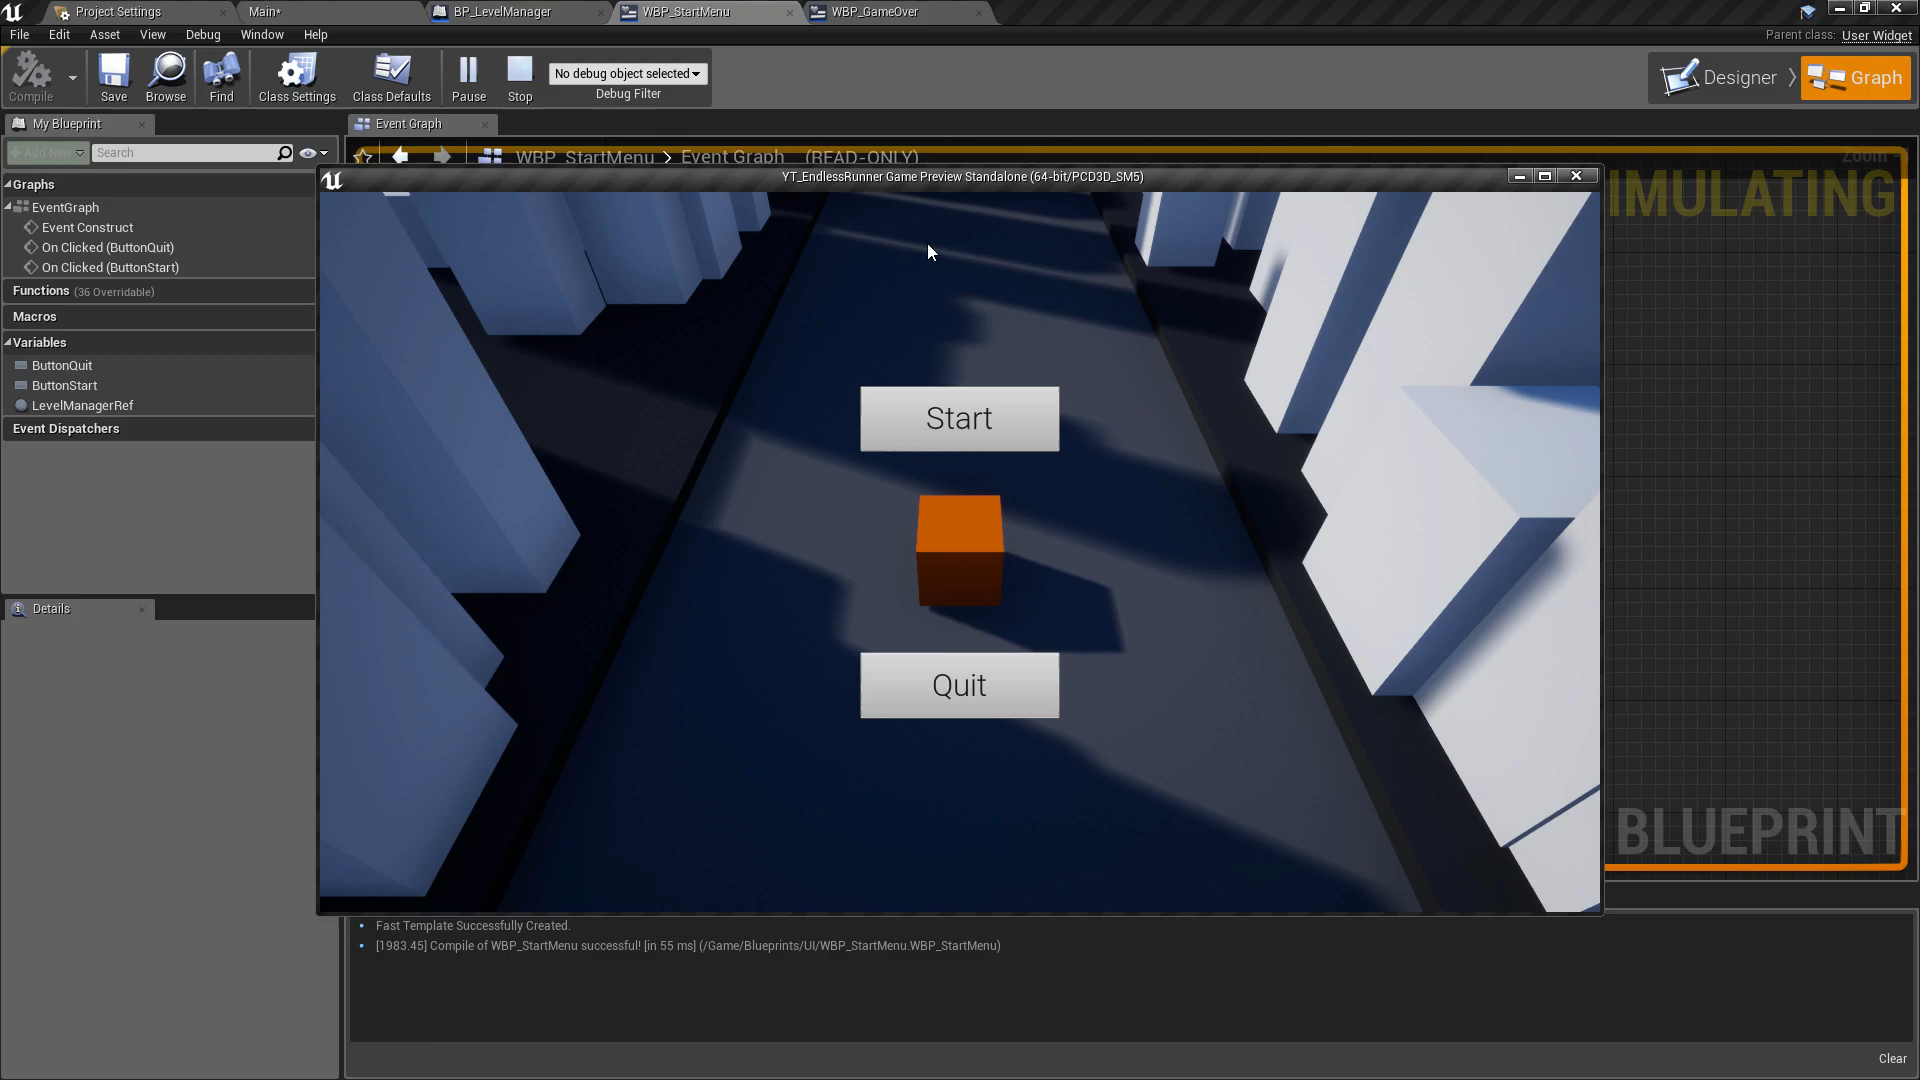 Project Settings
Main*
BP_LevelManager
WBP_StartMenu
WBP_GameOver
File Edit Asset View Debug Window Help
Parent class: User Widget
Compile
Save
Browse
Find
Class Settings
Class Defaults
Pause
Stop
No debug object selected
Debug Filter
Designer
Graph
My Blueprint
Event Graph
Add New
Search
WBP_StartMenu > Event Graph (READ-ONLY)
Zoom
YT_EndlessRunner Game Preview Standalone (64-bit/PCD3D_SM5)
IMULATING
Graphs
EventGraph
Event Construct
On Clicked (ButtonQuit)
On Clicked (ButtonStart)
Functions (36 Overridable)
Macros
Variables
ButtonQuit
ButtonStart
LevelManagerRef
Event Dispatchers
Start
Quit
Details
BLUEPRINT
Fast Template Successfully Created.
[1983.45] Compile of WBP_StartMenu successful! [in 55 ms] (/Game/Blueprints/UI/WBP_StartMenu.WBP_StartMenu)
Clear